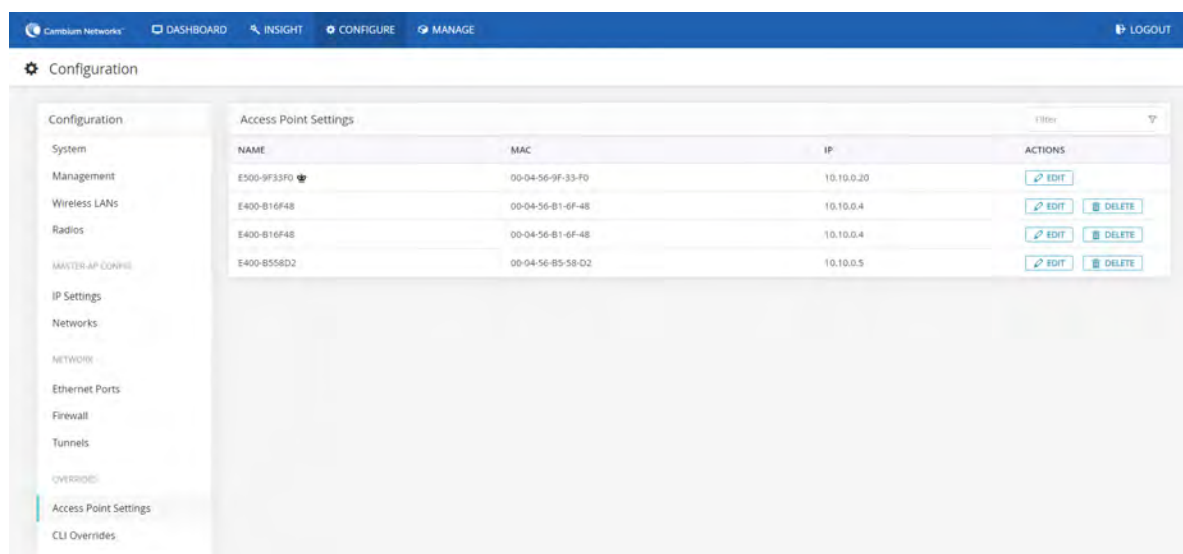 Cambium Networks™ DASHBOARD INSIGHT CONFIGURE MANAGE LOGOUT
Configuration
Configuration
System
Management
Wireless LANs
Radios
MASTER-AP CONFIG
IP Settings
Networks
NETWORK
Ethernet Ports
Firewall
Tunnels
OVERRIDES
Access Point Settings
CLI Overrides
Access Point Settings Filter
NAME MAC IP ACTIONS
E500-9F33F0 00-04-56-9F-33-F0 10.10.0.20 EDIT
E400-B16F48 00-04-56-B1-6F-48 10.10.0.4 EDIT DELETE
E400-B16F48 00-04-56-B1-6F-48 10.10.0.4 EDIT DELETE
E400-B558D2 00-04-56-B5-58-D2 10.10.0.5 EDIT DELETE